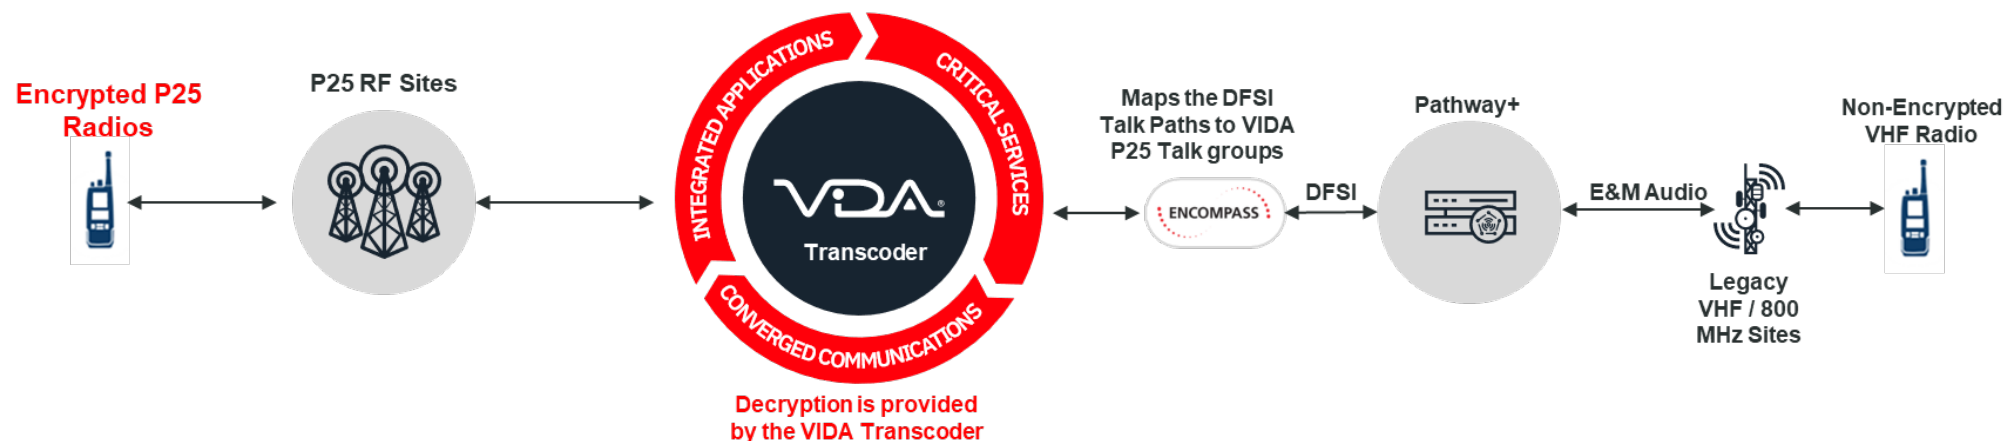 Encrypted P25
Radios
P25 RF Sites
INTEGRATED APPLICATIONS
CRITICAL SERVICES
CONVERGED COMMUNICATIONS
VIDA®
Transcoder
Decryption is provided
by the VIDA Transcoder
Maps the DFSI
Talk Paths to VIDA
P25 Talk groups
ENCOMPASS
DFSI
Pathway+
E&M Audio
Legacy
VHF / 800
MHz Sites
Non-Encrypted
VHF Radio